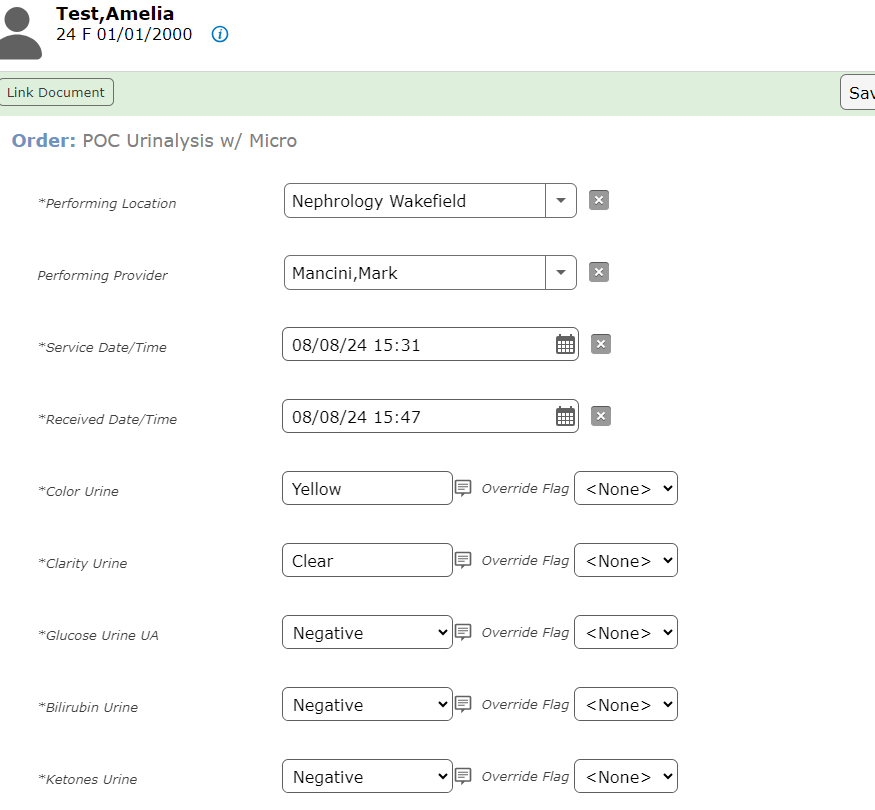 Test,Amelia
24 F 01/01/2000
Link Document
Sav
Order: POC Urinalysis w/ Micro
*Performing Location Nephrology Wakefield
Performing Provider Mancini,Mark
*Service Date/Time 08/08/24 15:31
*Received Date/Time 08/08/24 15:47
*Color Urine Yellow Override Flag <None>
*Clarity Urine Clear Override Flag <None>
*Glucose Urine UA Negative Override Flag <None>
*Bilirubin Urine Negative Override Flag <None>
*Ketones Urine Negative Override Flag <None>